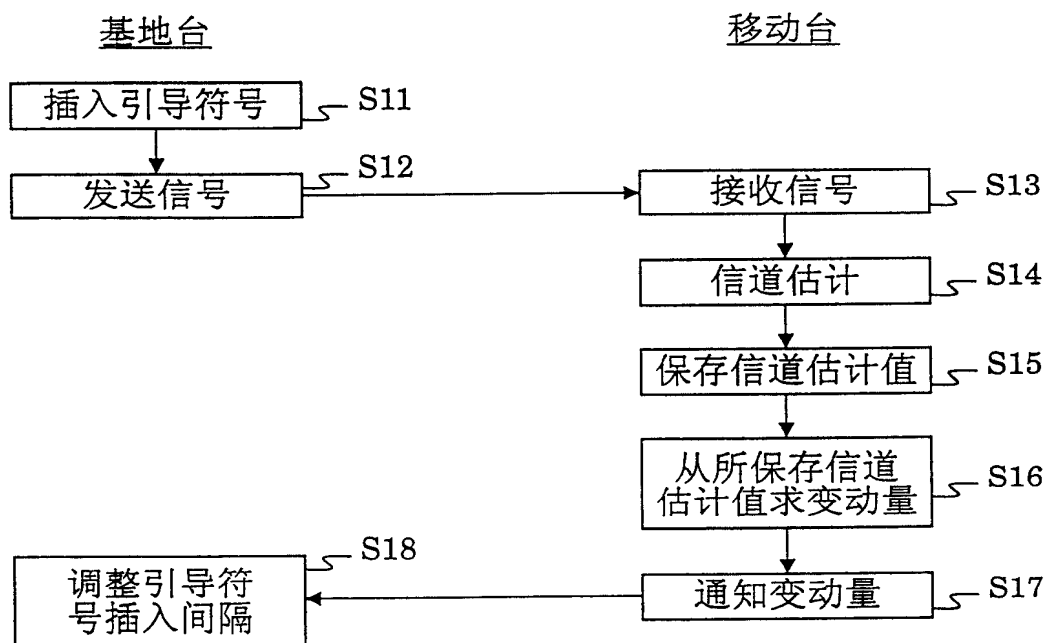 基地台
移动台
插入引导符号
S11
发送信号
S12
接收信号
S13
信道估计
S14
保存信道估计值
S15
从所保存信道
估计值求变动量
S16
通知变动量
S17
调整引导符
号插入间隔
S18